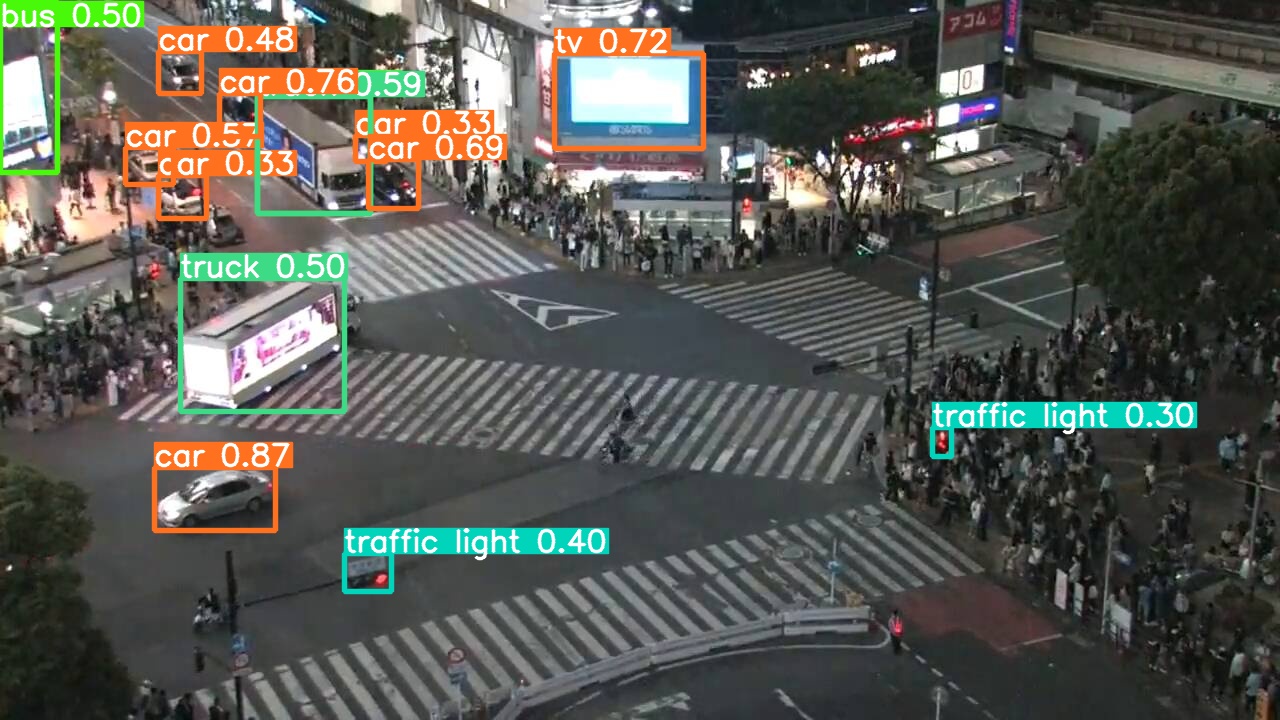 bus 0.50
car 0.48
tv 0.72
car 0.76
0.59
car 0.33
car 0.69
car 0.57
car 0.33
truck 0.50
traffic light 0.30
car 0.87
traffic light 0.40
アコム